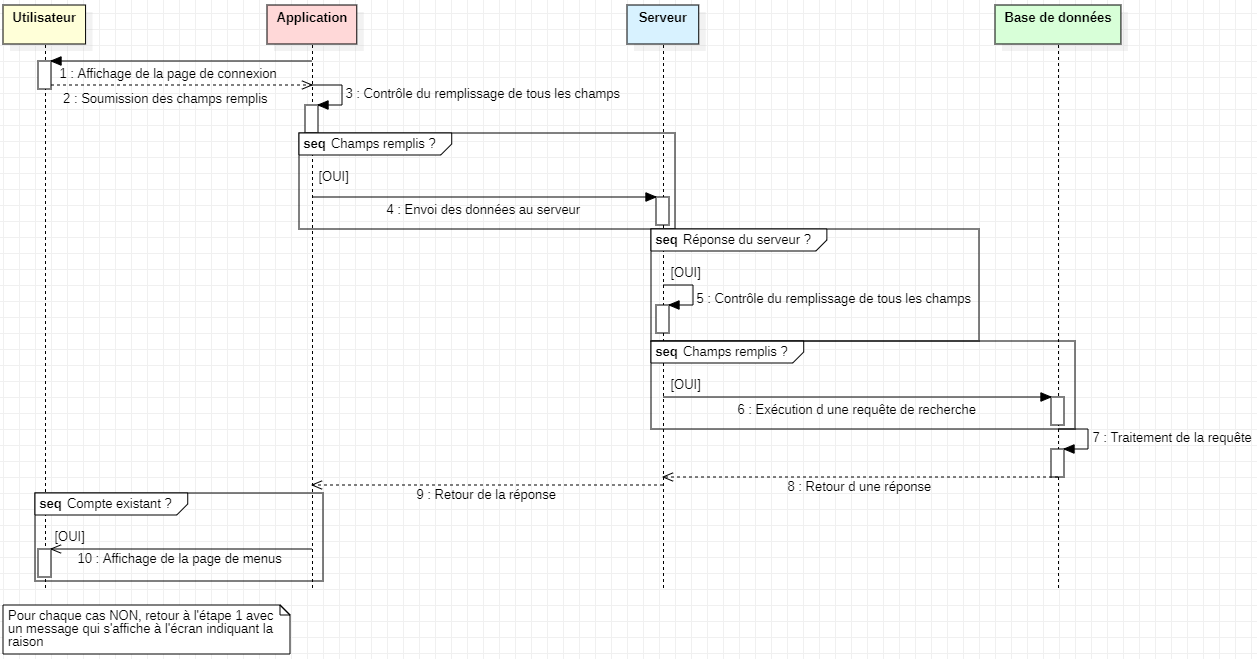 Utilisateur
Application
Serveur
Base de données
1 : Affichage de la page de connexion
2 : Soumission des champs remplis
3 : Contrôle du remplissage de tous les champs
seq Champs remplis ?
[OUI]
4 : Envoi des données au serveur
seq Réponse du serveur ?
[OUI]
5 : Contrôle du remplissage de tous les champs
seq Champs remplis ?
[OUI]
6 : Exécution d une requête de recherche
7 : Traitement de la requête
8 : Retour d une réponse
9 : Retour de la réponse
seq Compte existant ?
[OUI]
10 : Affichage de la page de menus
Pour chaque cas NON, retour à l'étape 1 avec
un message qui s'affiche à l'écran indiquant la
raison